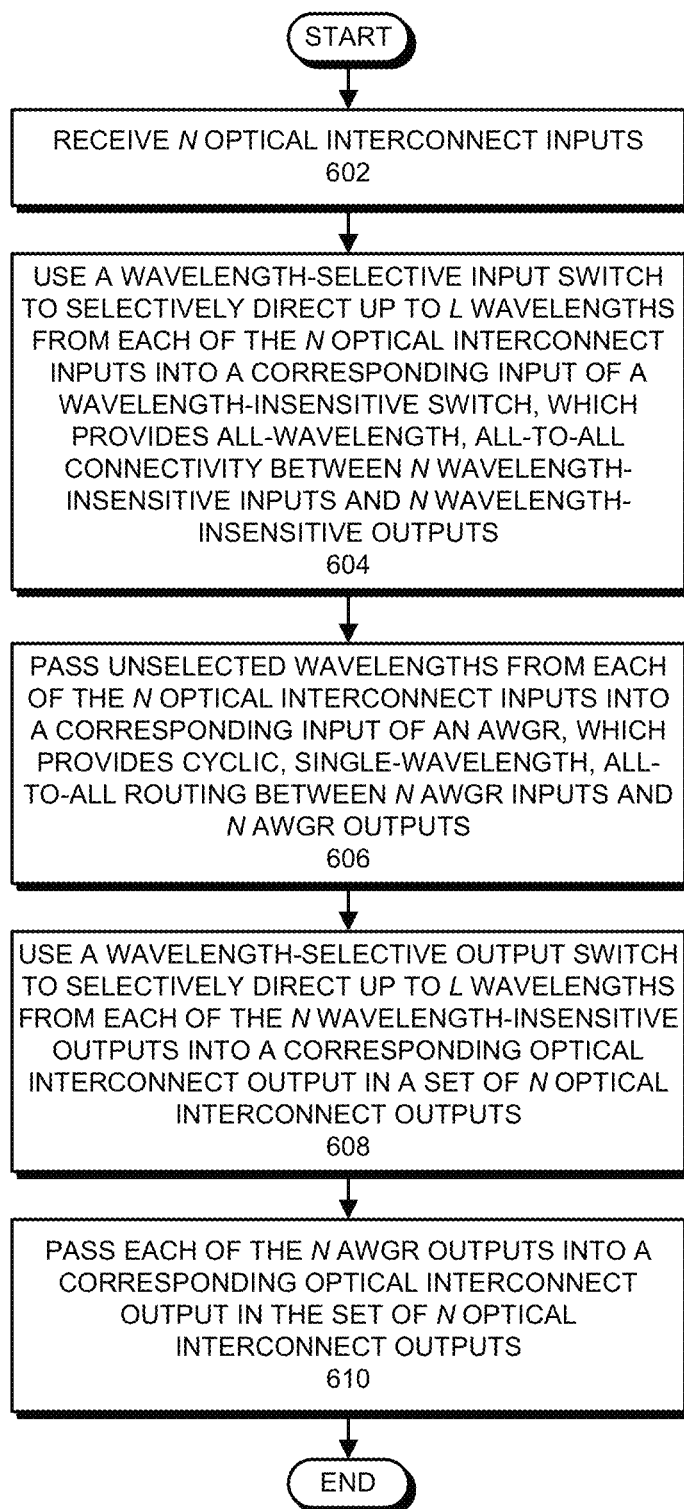 START
RECEIVE N OPTICAL INTERCONNECT INPUTS
602
USE A WAVELENGTH-SELECTIVE INPUT SWITCH
TO SELECTIVELY DIRECT UP TO L WAVELENGTHS
FROM EACH OF THE N OPTICAL INTERCONNECT
INPUTS INTO A CORRESPONDING INPUT OF A
WAVELENGTH-INSENSITIVE SWITCH, WHICH
PROVIDES ALL-WAVELENGTH, ALL-TO-ALL
CONNECTIVITY BETWEEN N WAVELENGTH-
INSENSITIVE INPUTS AND N WAVELENGTH-
INSENSITIVE OUTPUTS
604
PASS UNSELECTED WAVELENGTHS FROM EACH
OF THE N OPTICAL INTERCONNECT INPUTS INTO
A CORRESPONDING INPUT OF AN AWGR, WHICH
PROVIDES CYCLIC, SINGLE-WAVELENGTH, ALL-
TO-ALL ROUTING BETWEEN N AWGR INPUTS AND
N AWGR OUTPUTS
606
USE A WAVELENGTH-SELECTIVE OUTPUT SWITCH
TO SELECTIVELY DIRECT UP TO L WAVELENGTHS
FROM EACH OF THE N WAVELENGTH-INSENSITIVE
OUTPUTS INTO A CORRESPONDING OPTICAL
INTERCONNECT OUTPUT IN A SET OF N OPTICAL
INTERCONNECT OUTPUTS
608
PASS EACH OF THE N AWGR OUTPUTS INTO A
CORRESPONDING OPTICAL INTERCONNECT
OUTPUT IN THE SET OF N OPTICAL
INTERCONNECT OUTPUTS
610
END